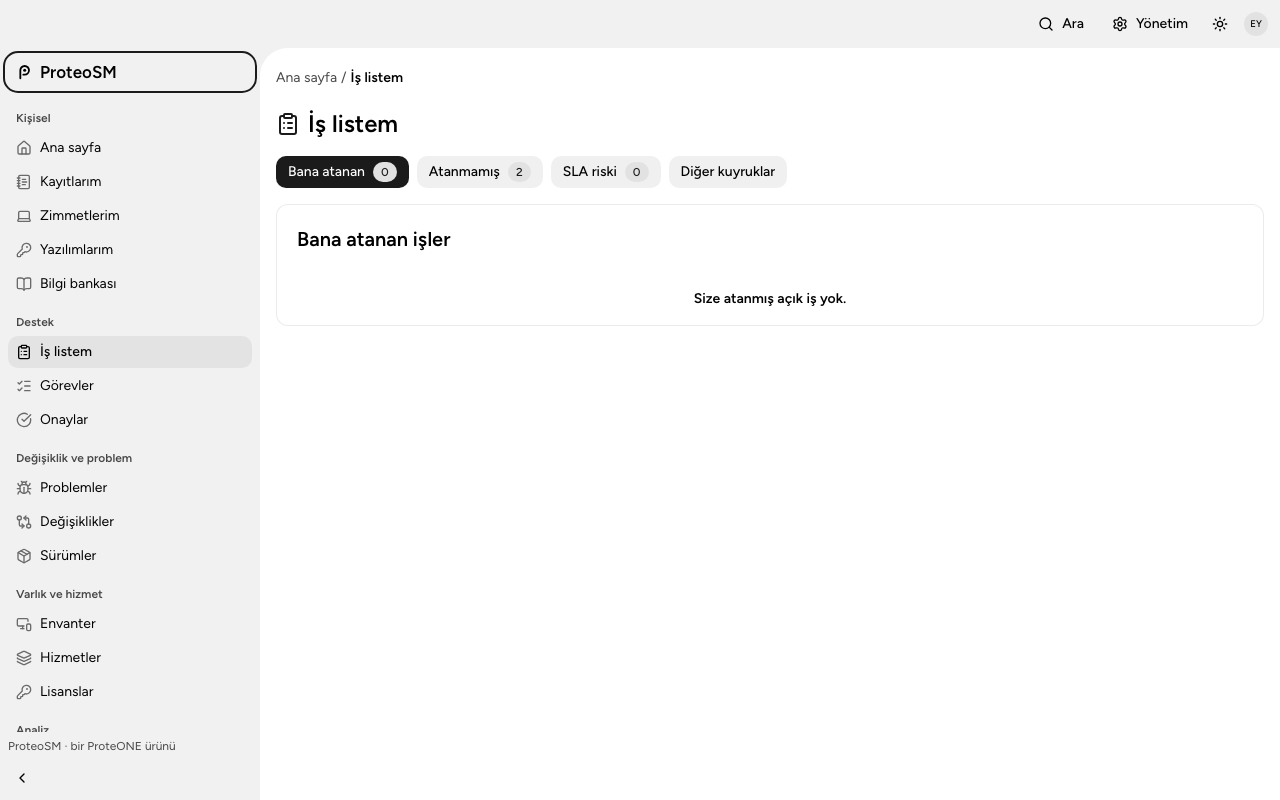 Ara
Yönetim
EY
ProteoSM
Kişisel
Ana sayfa
Kayıtlarım
Zimmetlerim
Yazılımlarım
Bilgi bankası
Destek
İş listem
Görevler
Onaylar
Değişiklik ve problem
Problemler
Değişiklikler
Sürümler
Varlık ve hizmet
Envanter
Hizmetler
Lisanslar
Analiz
ProteoSM · bir ProteONE ürünü
Ana sayfa / İş listem
İş listem
Bana atanan 0
Atanmamış 2
SLA riski 0
Diğer kuyruklar
Bana atanan işler
Size atanmış açık iş yok.